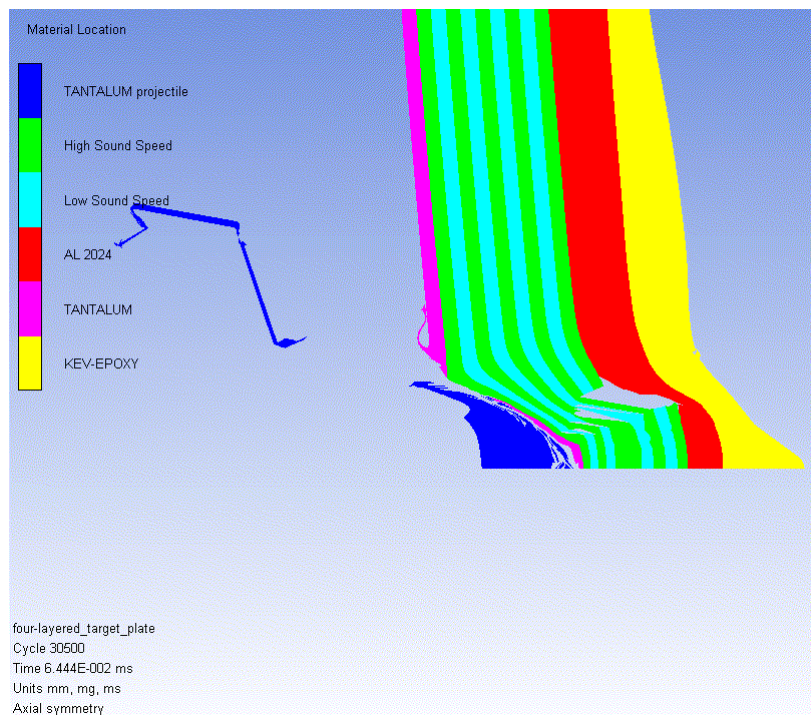 Material Location
TANTALUM projectile
High Sound Speed
Low Sound Speed
AL 2024
TANTALUM
KEV-EPOXY
four-layered_target_plate
Cycle 30500
Time 6.444E-002 ms
Units mm, mg, ms
Axial symmetry